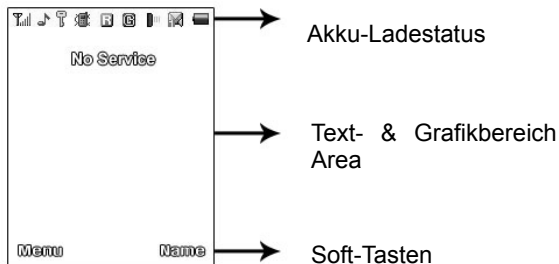 Akku-Ladestatus
No Service
Text- & Grafikbereich
Area
Menu Name
Soft-Tasten